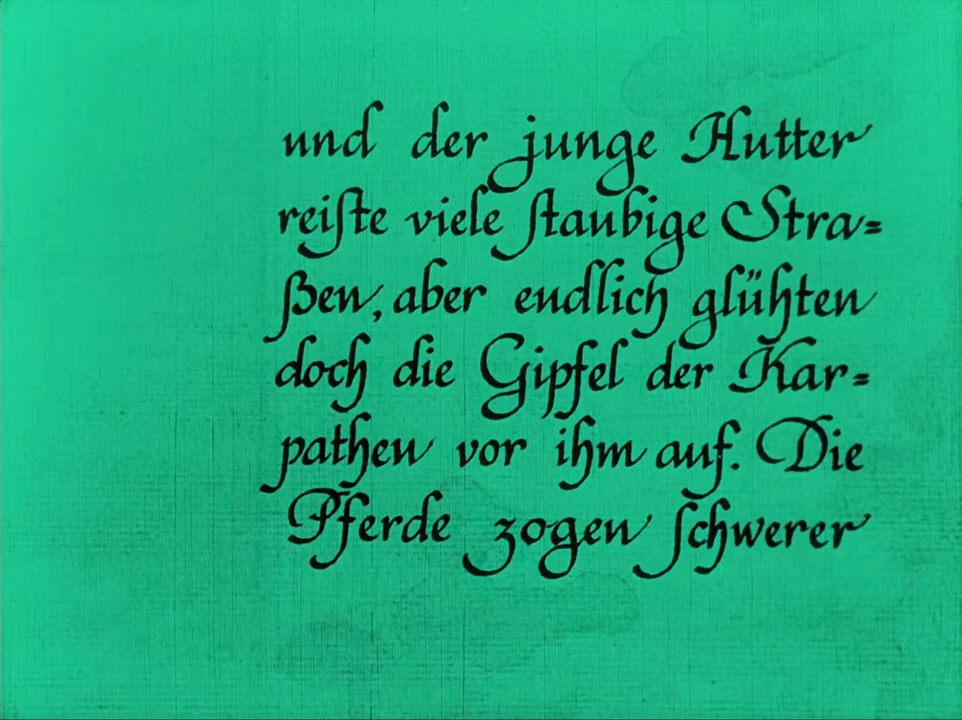 und der junge Hutter
reiſte viele ſtaubige Stra=
ßen, aber endlich glühten
doch die Gipfel der Kar=
pathen vor ihm auf. Die
Pferde zogen ſchwerer